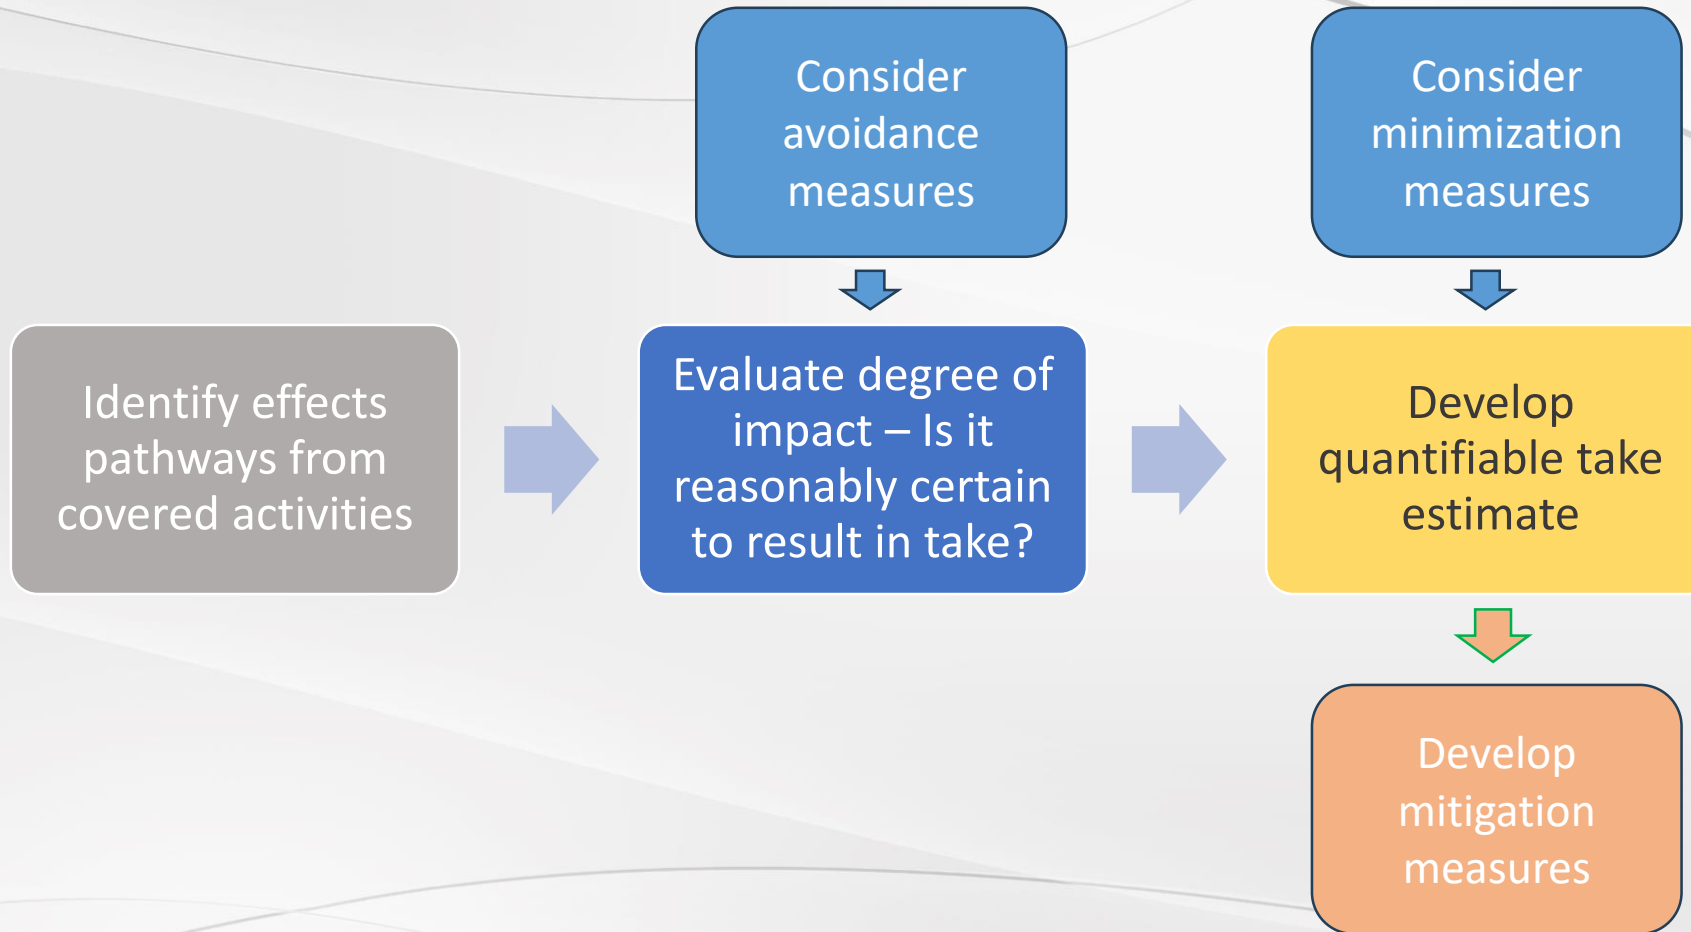 Consider
avoidance
measures
Consider
minimization
measures
Identify effects
pathways from
covered activities
Evaluate degree of
impact – Is it
reasonably certain
to result in take?
Develop
quantifiable take
estimate
Develop
mitigation
measures